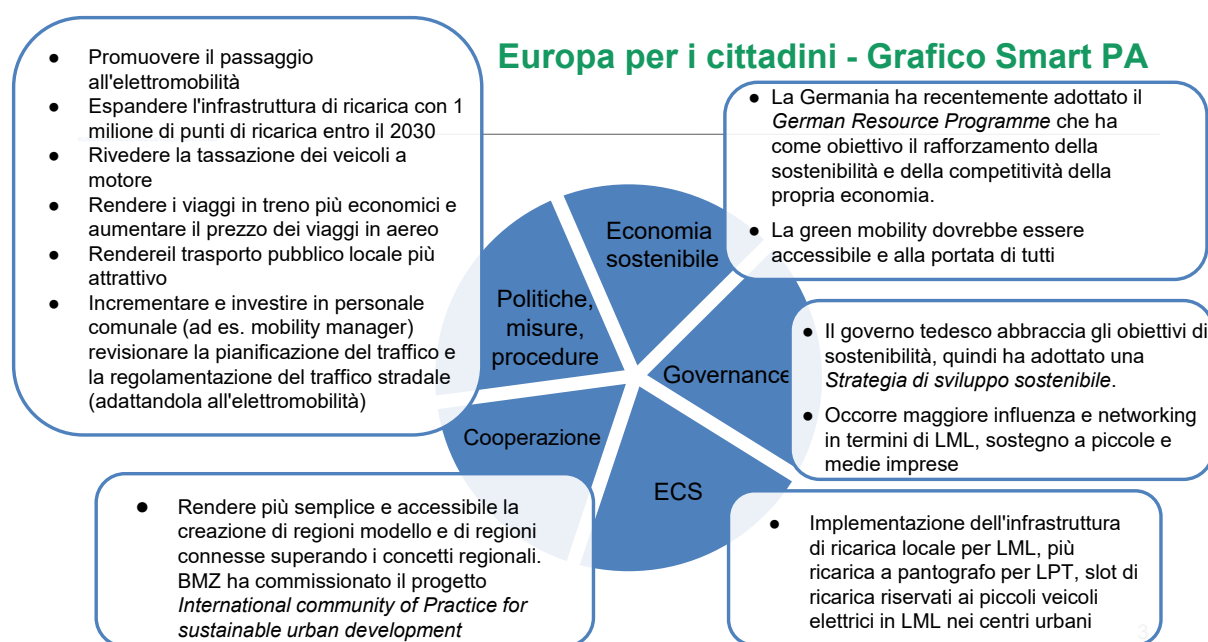 Europa per i cittadini - Grafico Smart PA
● Promuovere il passaggio
all'elettromobilità
● Espandere l'infrastruttura di ricarica con 1
milione di punti di ricarica entro il 2030
● Rivedere la tassazione dei veicoli a
motore
● Rendere i viaggi in treno più economici e
aumentare il prezzo dei viaggi in aereo
● Rendereil trasporto pubblico locale più
attrattivo
● Incrementare e investire in personale
comunale (ad es. mobility manager)
revisionare la pianificazione del traffico e
la regolamentazione del traffico stradale
(adattandola all'elettromobilità)
● La Germania ha recentemente adottato il
German Resource Programme che ha
come obiettivo il rafforzamento della
sostenibilità e della competitività della
propria economia.
● La green mobility dovrebbe essere
accessibile e alla portata di tutti
Economia
sostenibile
Politiche,
misure,
procedure
Governance
Cooperazione
ECS
● Il governo tedesco abbraccia gli obiettivi di
sostenibilità, quindi ha adottato una
Strategia di sviluppo sostenibile.
● Occorre maggiore influenza e networking
in termini di LML, sostegno a piccole e
medie imprese
● Rendere più semplice e accessibile la
creazione di regioni modello e di regioni
connesse superando i concetti regionali.
BMZ ha commissionato il progetto
International community of Practice for
sustainable urban development
● Implementazione dell'infrastruttura
di ricarica locale per LML, più
ricarica a pantografo per LPT, slot di
ricarica riservati ai piccoli veicoli
elettrici in LML nei centri urbani
3